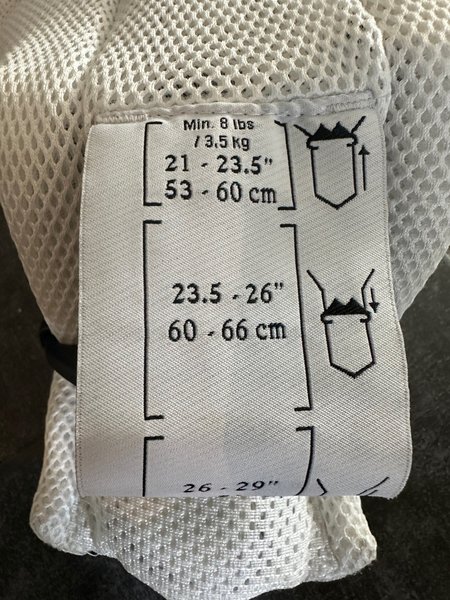 Min. 8 lbs
/ 3.5 kg
21 - 23.5"
53 - 60 cm
23.5 - 26"
60 - 66 cm
26 - 29"